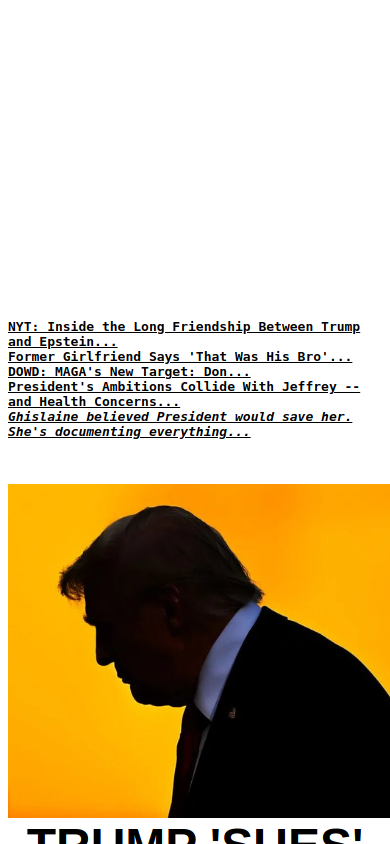 NYT: Inside the Long Friendship Between Trump
and Epstein...
Former Girlfriend Says 'That Was His Bro'...
DOWD: MAGA's New Target: Don...
President's Ambitions Collide With Jeffrey --
and Health Concerns...
Ghislaine believed President would save her.
She's documenting everything...
TRUMP 'SUES'